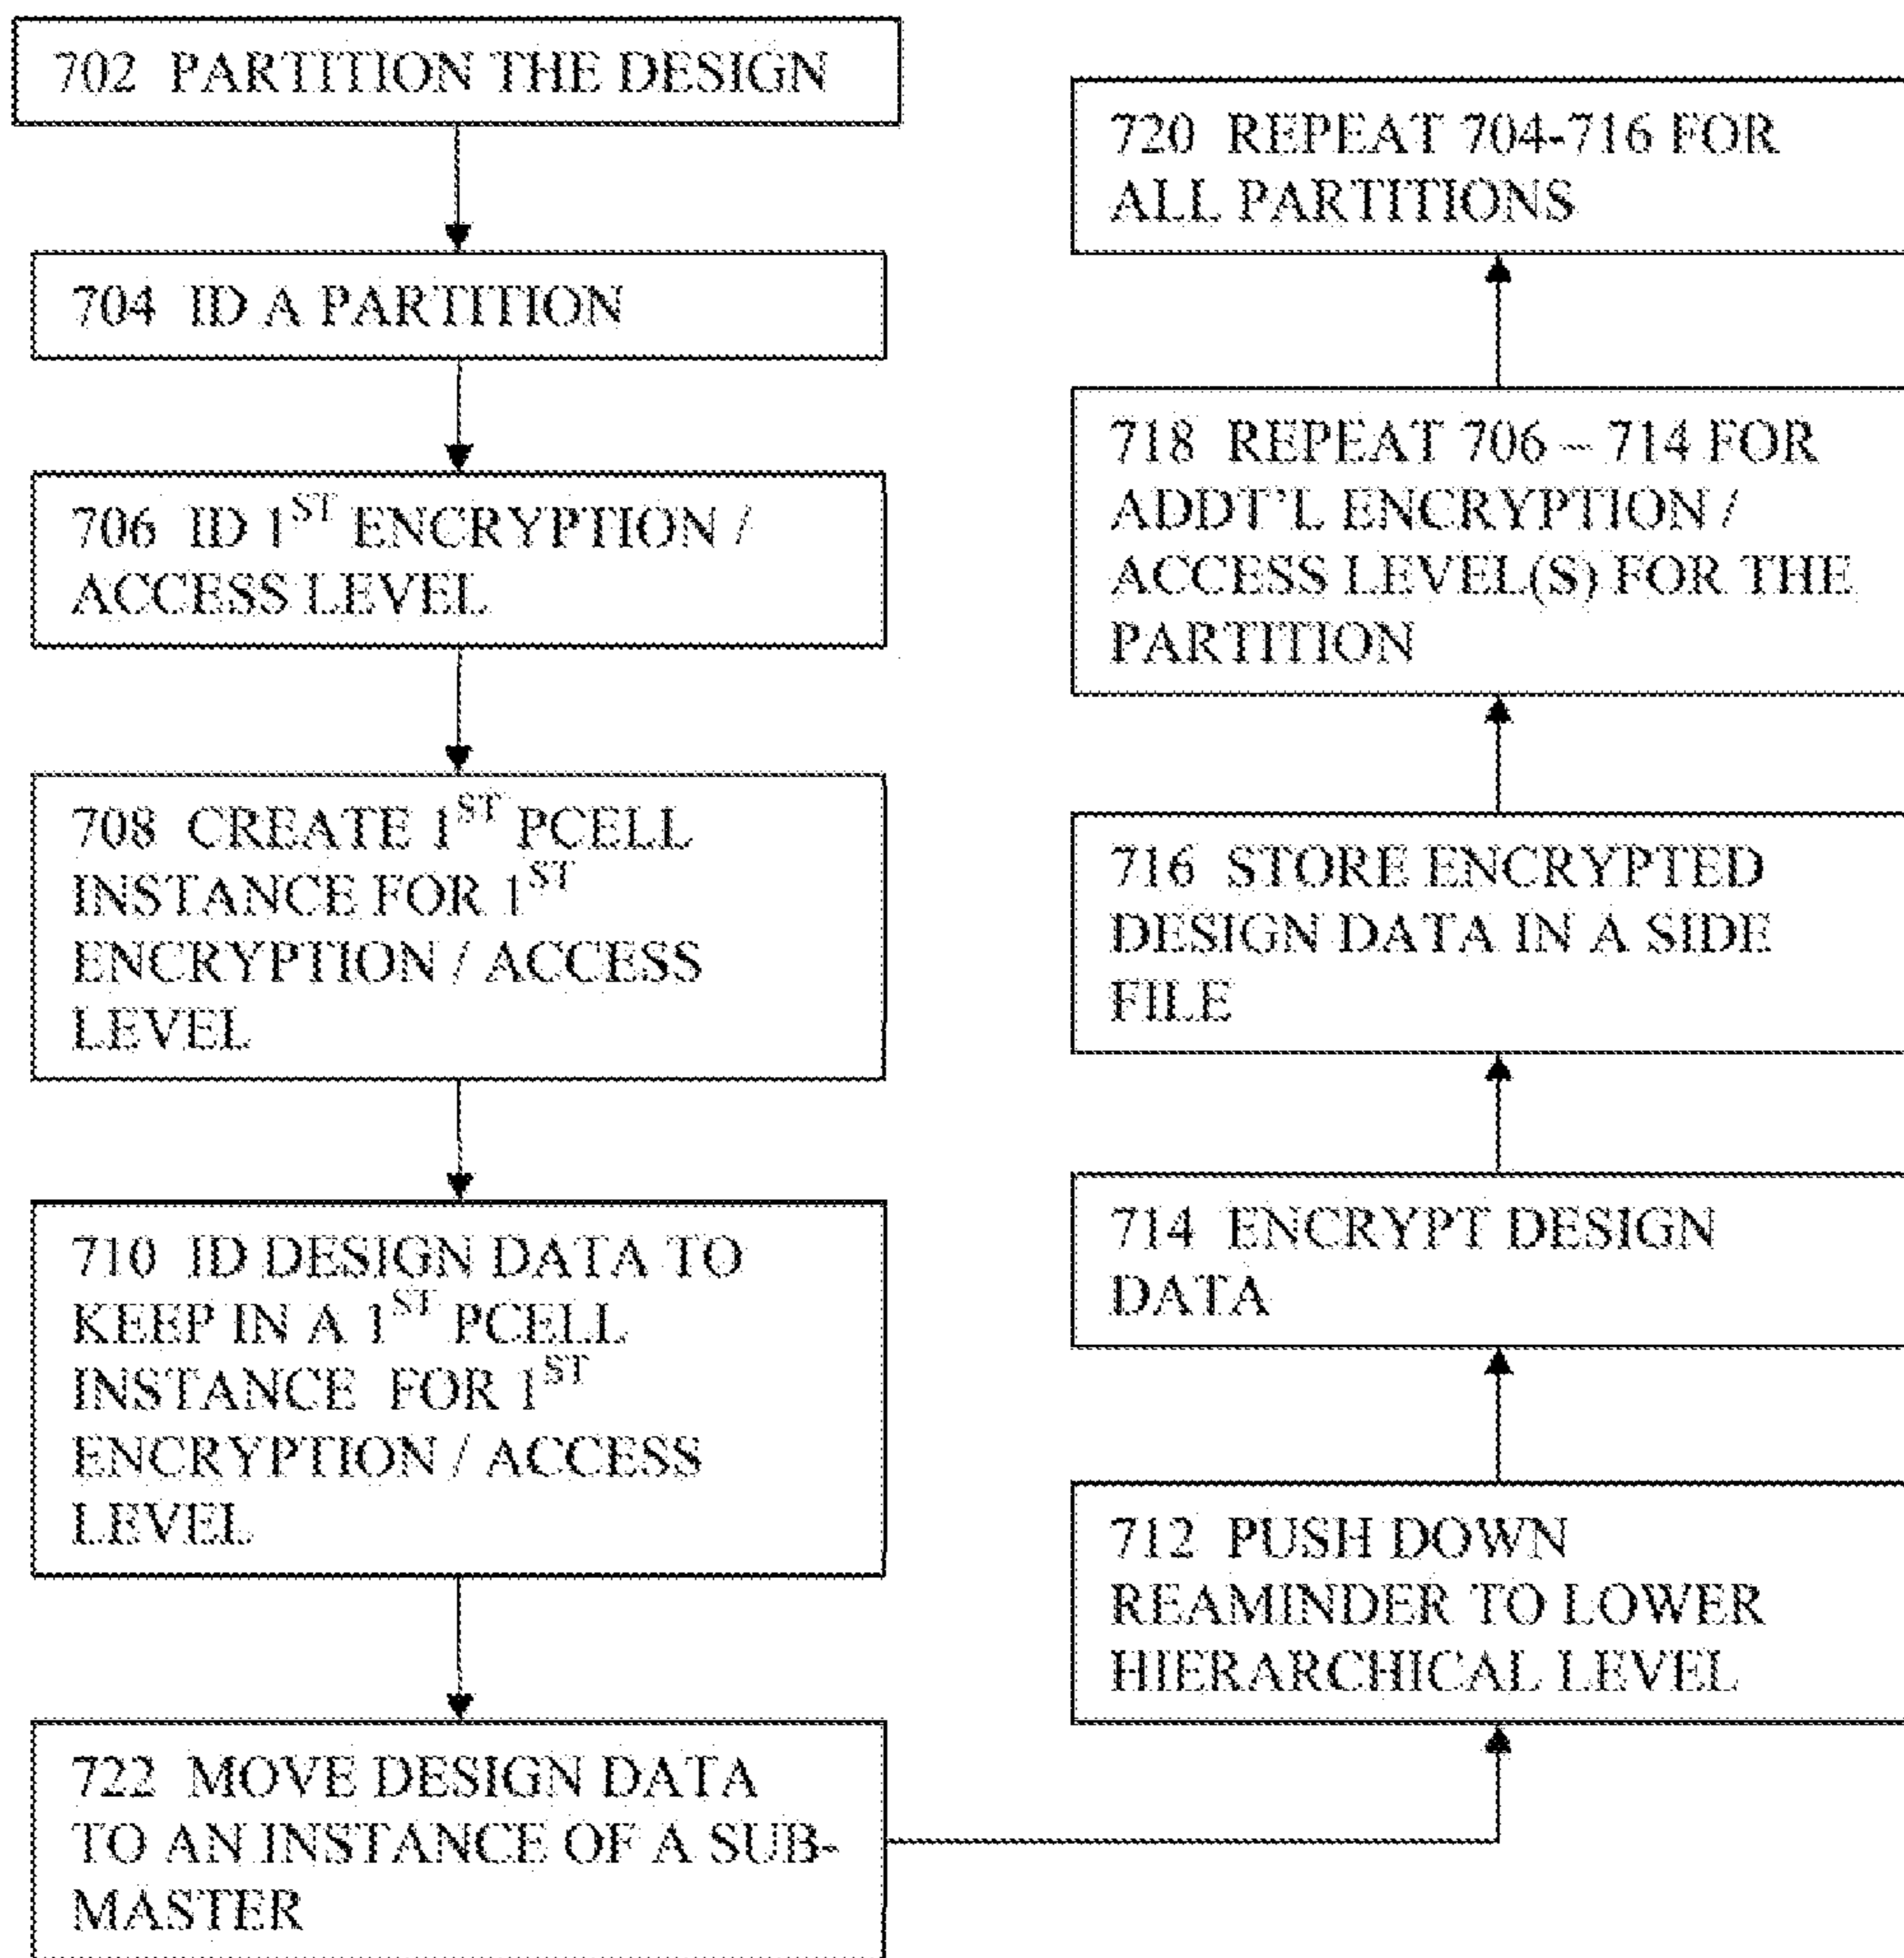 702 PARTITION THE DESIGN
704 ID A PARTITION
706 ID 1ST ENCRYPTION /
ACCESS LEVEL
708 CREATE 1ST PCELL
INSTANCE FOR 1ST
ENCRYPTION / ACCESS
LEVEL
710 ID DESIGN DATA TO
KEEP IN A 1ST PCELL
INSTANCE FOR 1ST
ENCRYPTION / ACCESS
LEVEL
722 MOVE DESIGN DATA
TO AN INSTANCE OF A SUB-
MASTER
712 PUSH DOWN
REAMINDER TO LOWER
HIERARCHICAL LEVEL
714 ENCRYPT DESIGN
DATA
716 STORE ENCRYPTED
DESIGN DATA IN A SIDE
FILE
718 REPEAT 706 – 714 FOR
ADDT'L ENCRYPTION /
ACCESS LEVEL(S) FOR THE
PARTITION
720 REPEAT 704-716 FOR
ALL PARTITIONS